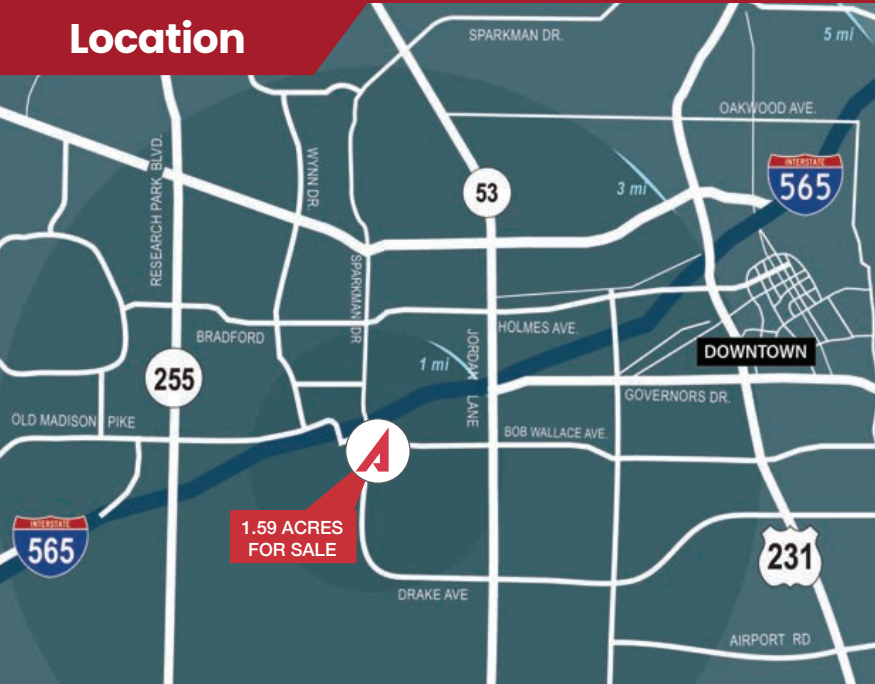 Location
SPARKMAN DR.
5 mi
OAKWOOD AVE.
RESEARCH PARK BLVD.
WYNN DR.
53
3 mi
INTERSTATE
565
SPARKMAN DR
BRADFORD
HOLMES AVE.
JORDAN LANE
1 mi
DOWNTOWN
255
GOVERNORS DR.
OLD MADISON PIKE
BOB WALLACE AVE.
1.59 ACRES
FOR SALE
INTERSTATE
565
231
DRAKE AVE
AIRPORT RD